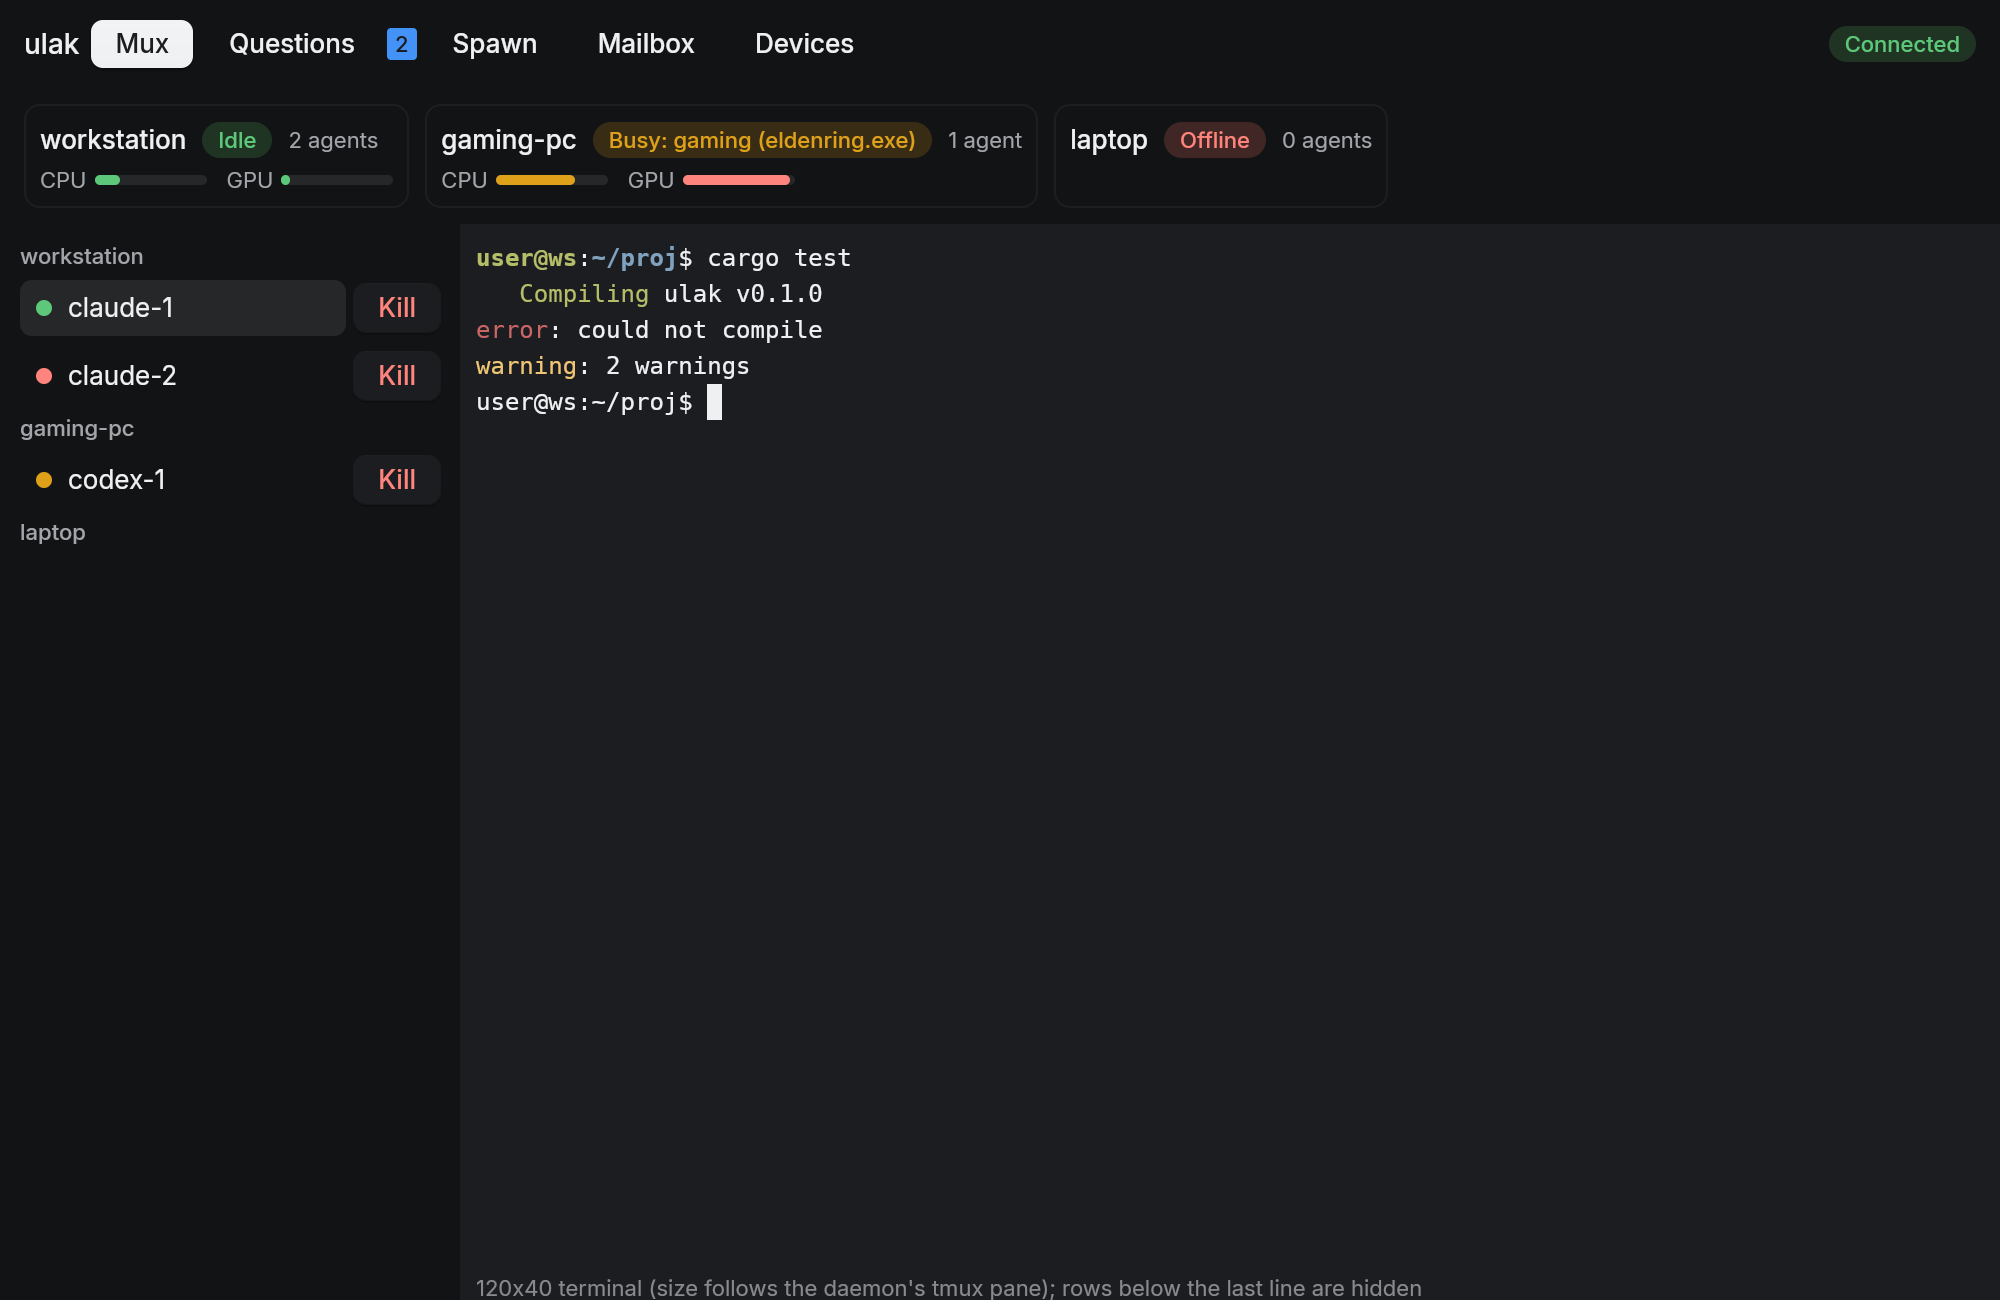 ulak Mux Questions 2 Spawn Mailbox Devices Connected
workstation Idle 2 agents
CPU GPU
gaming-pc Busy: gaming (eldenring.exe) 1 agent
CPU GPU
laptop Offline 0 agents
workstation
claude-1 Kill
claude-2 Kill
gaming-pc
codex-1 Kill
laptop
user@ws:~/proj$ cargo test
   Compiling ulak v0.1.0
error: could not compile
warning: 2 warnings
user@ws:~/proj$
120x40 terminal (size follows the daemon's tmux pane); rows below the last line are hidden